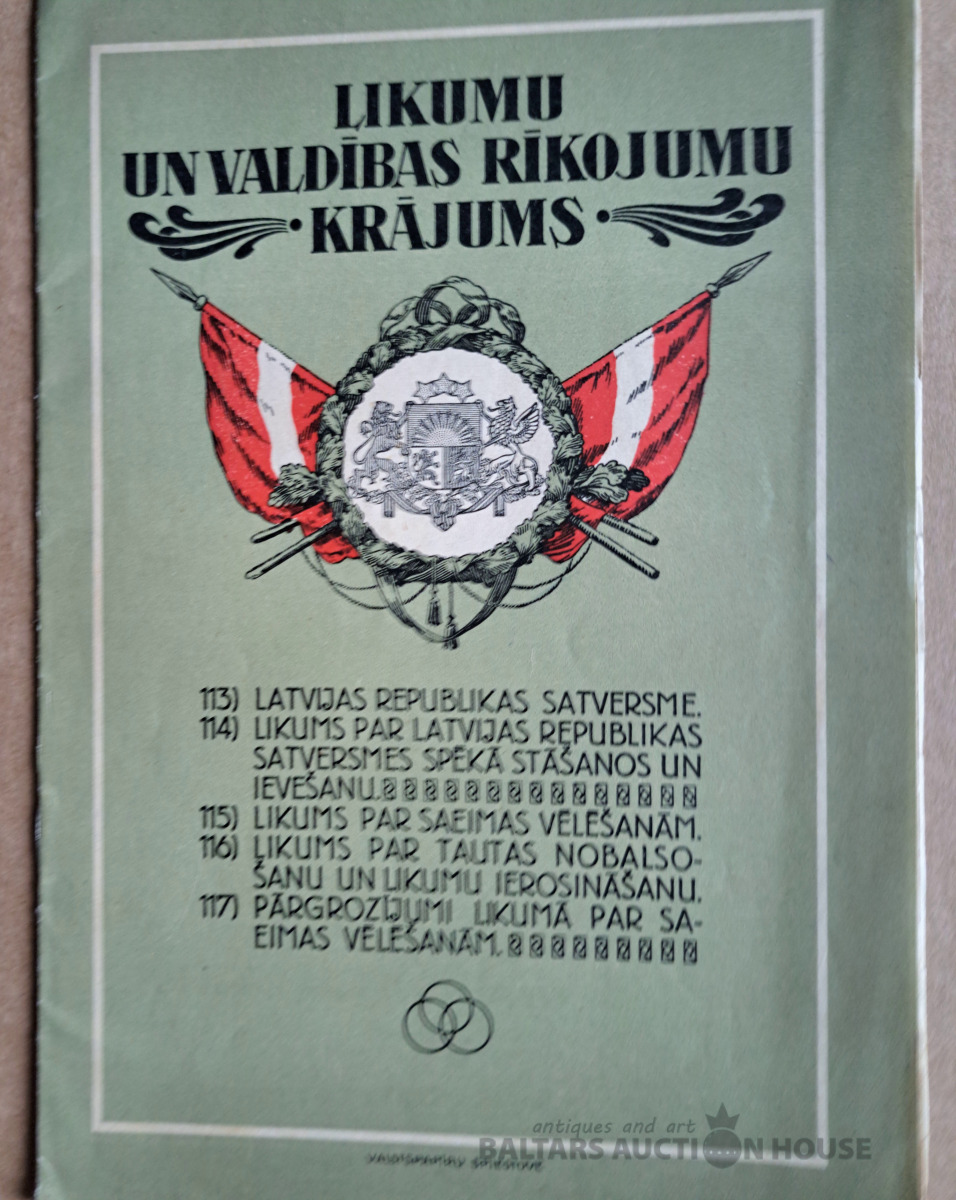 LIKUMU
UN VALDĪBAS RĪKOJUMU
KRĀJUMS
113) LATVIJAS REPUBLIKAS SATVERSME.
114) LIKUMS PAR LATVIJAS REPUBLIKAS
SATVERSMES SPĒKĀ STĀŠANOS UN
IEVEŠANU.
115) LIKUMS PAR SAEIMAS VĒLĒŠANĀM.
116) LIKUMS PAR TAUTAS NOBALSO-
ŠANU UN LIKUMU IEROSINĀŠANU.
117) PĀRGROZĪJUMI LIKUMĀ PAR SA-
EIMAS VĒLĒŠANĀM.
antiques and art
BALTARS AUCTION HOUSE